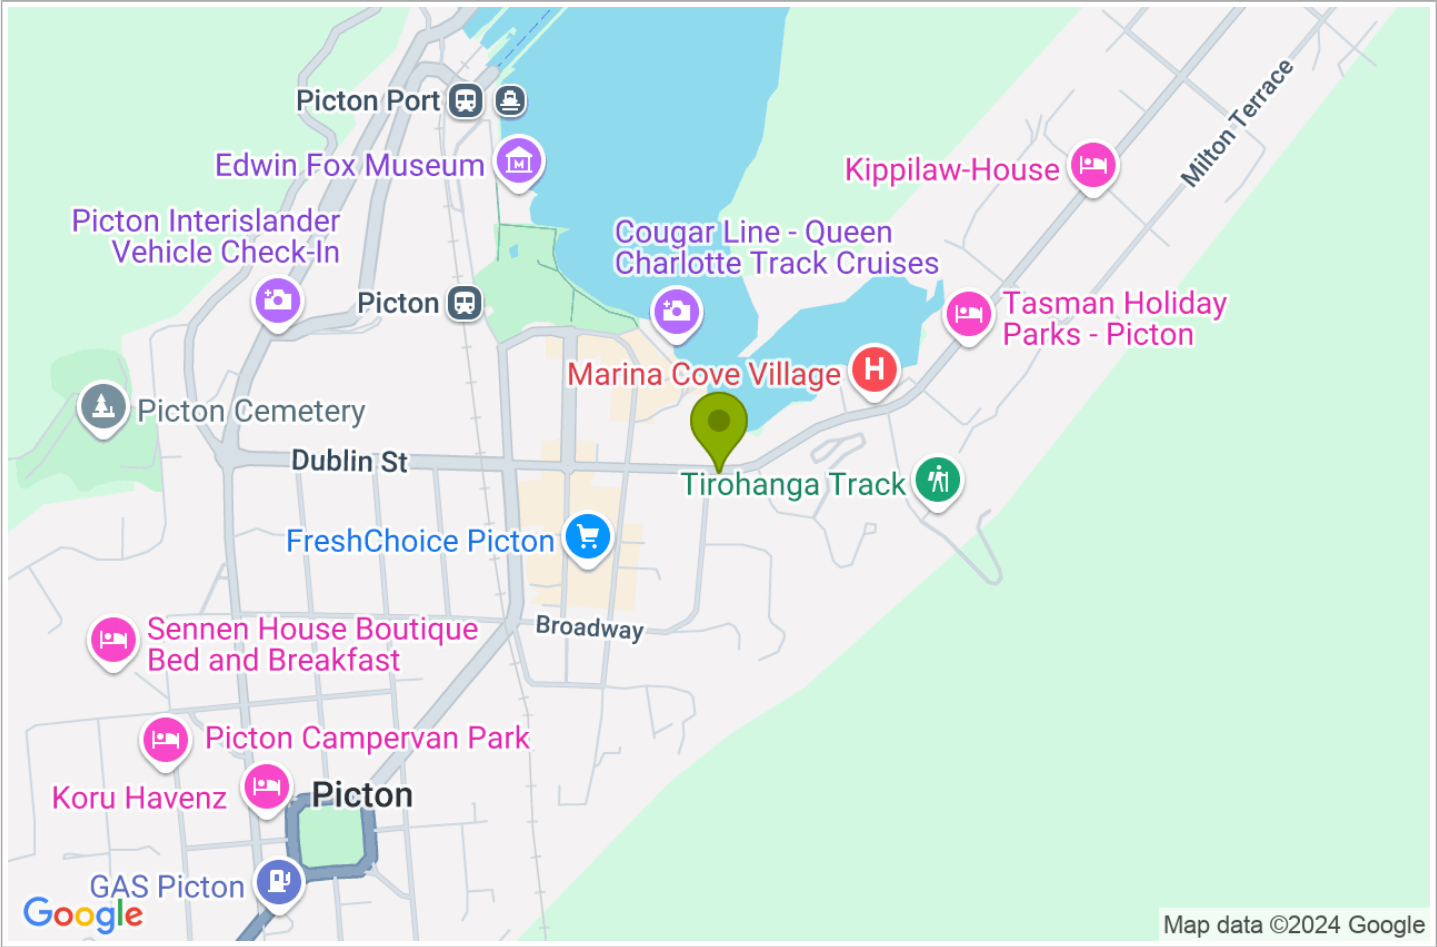 Picton Port
Edwin Fox Museum
Kippilaw-House
Milton Terrace
Picton Interislander
Vehicle Check-In
Cougar Line - Queen
Charlotte Track Cruises
Picton
Tasman Holiday
Parks - Picton
Marina Cove Village
H
Picton Cemetery
Dublin St
Tirohanga Track
FreshChoice Picton
Broadway
Sennen House Boutique
Bed and Breakfast
Picton Campervan Park
Koru Havenz
Picton
GAS Picton
Google
Map data ©2024 Google